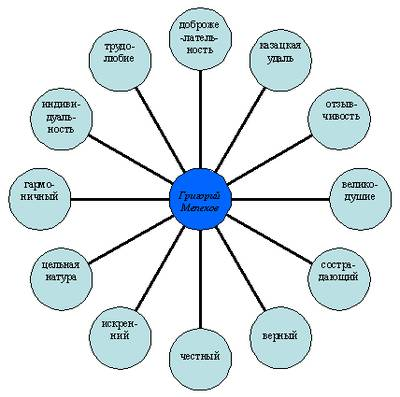 доброже
-латель-
ность
казацкая
удаль
отзыв-
чивость
велико-
душие
состра-
дающий
верный
честный
искрен-
ний
цельная
натура
гармо-
ничный
индиви-
дуаль-
ность
трудо-
любие
Григорий
Мелехов